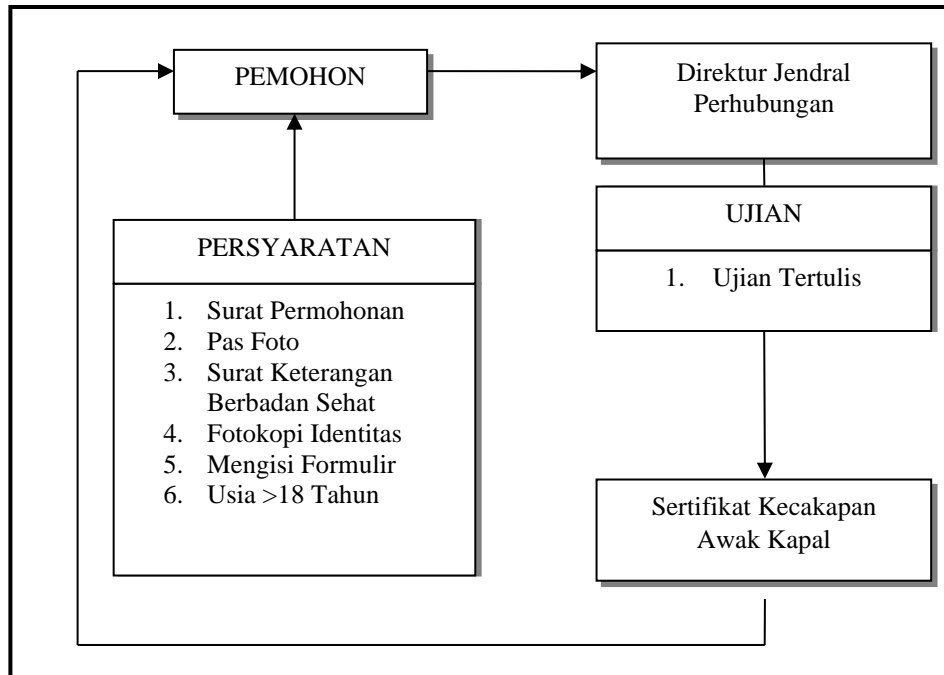 PEMOHON
Direktur Jendral
Perhubungan
PERSYARATAN
1. Surat Permohonan
2. Pas Foto
3. Surat Keterangan
Berbadan Sehat
4. Fotokopi Identitas
5. Mengisi Formulir
6. Usia >18 Tahun
UJIAN
1. Ujian Tertulis
Sertifikat Kecakapan
Awak Kapal